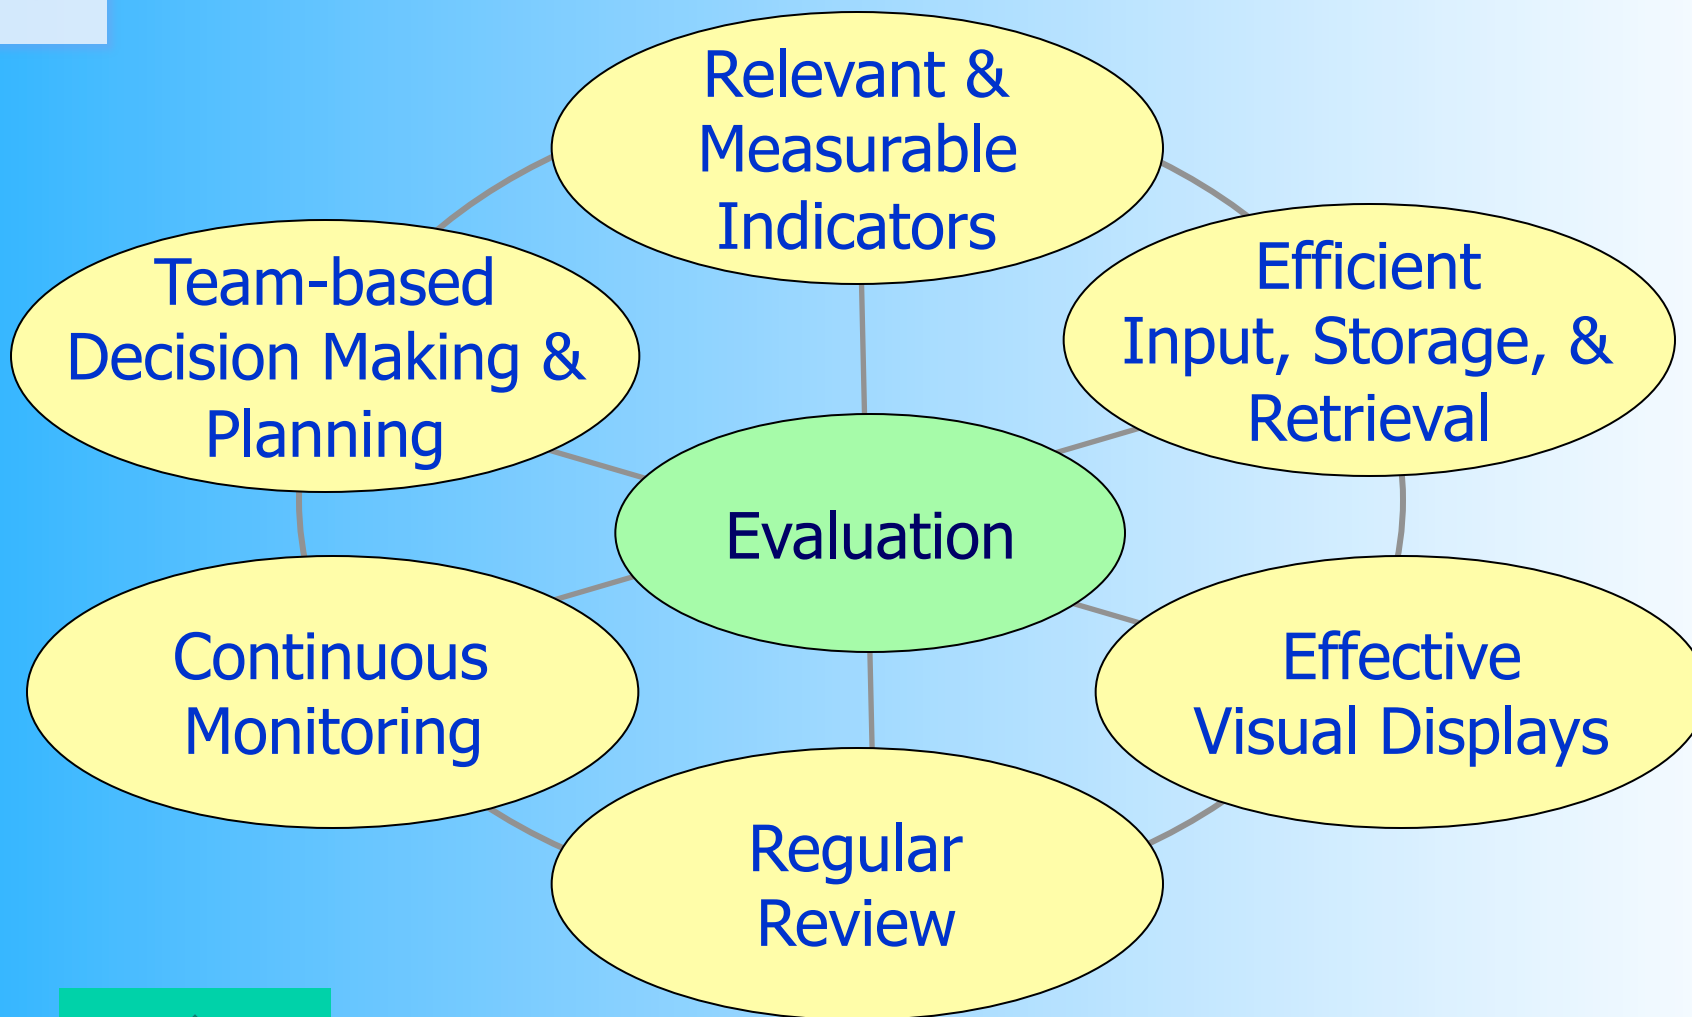 Relevant &
Measurable
Indicators
Team-based
Decision Making &
Planning
Efficient
Input, Storage, &
Retrieval
Evaluation
Continuous
Monitoring
Effective
Visual Displays
Regular
Review